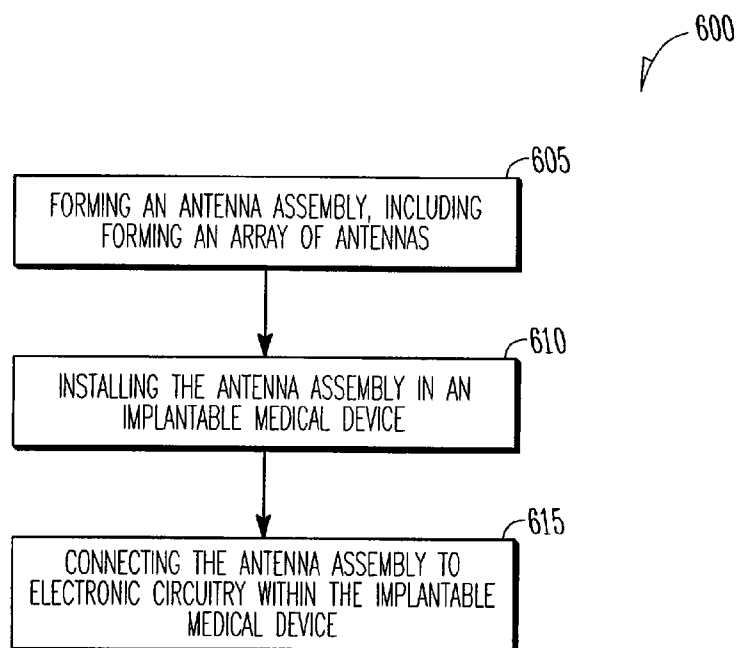 600
605
FORMING AN ANTENNA ASSEMBLY, INCLUDING
FORMING AN ARRAY OF ANTENNAS
610
INSTALLING THE ANTENNA ASSEMBLY IN AN
IMPLANTABLE MEDICAL DEVICE
615
CONNECTING THE ANTENNA ASSEMBLY TO
ELECTRONIC CIRCUITRY WITHIN THE IMPLANTABLE
MEDICAL DEVICE